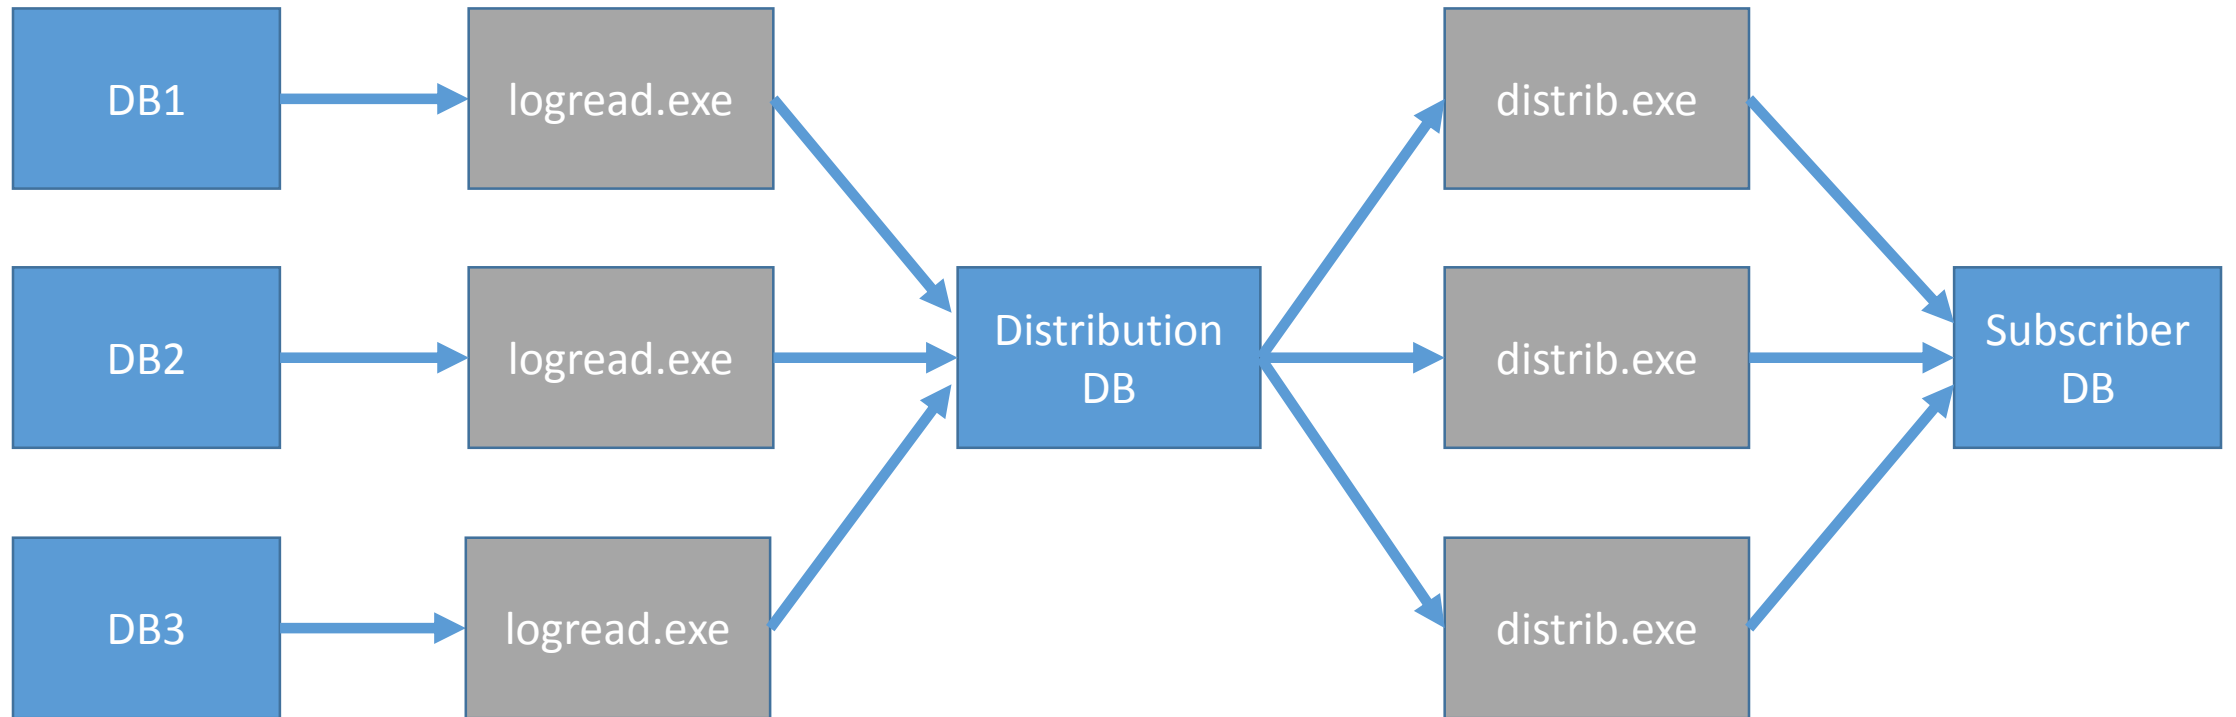 DB1
logread.exe
distrib.exe
DB2
logread.exe
Distribution
DB
distrib.exe
Subscriber
DB
DB3
logread.exe
distrib.exe